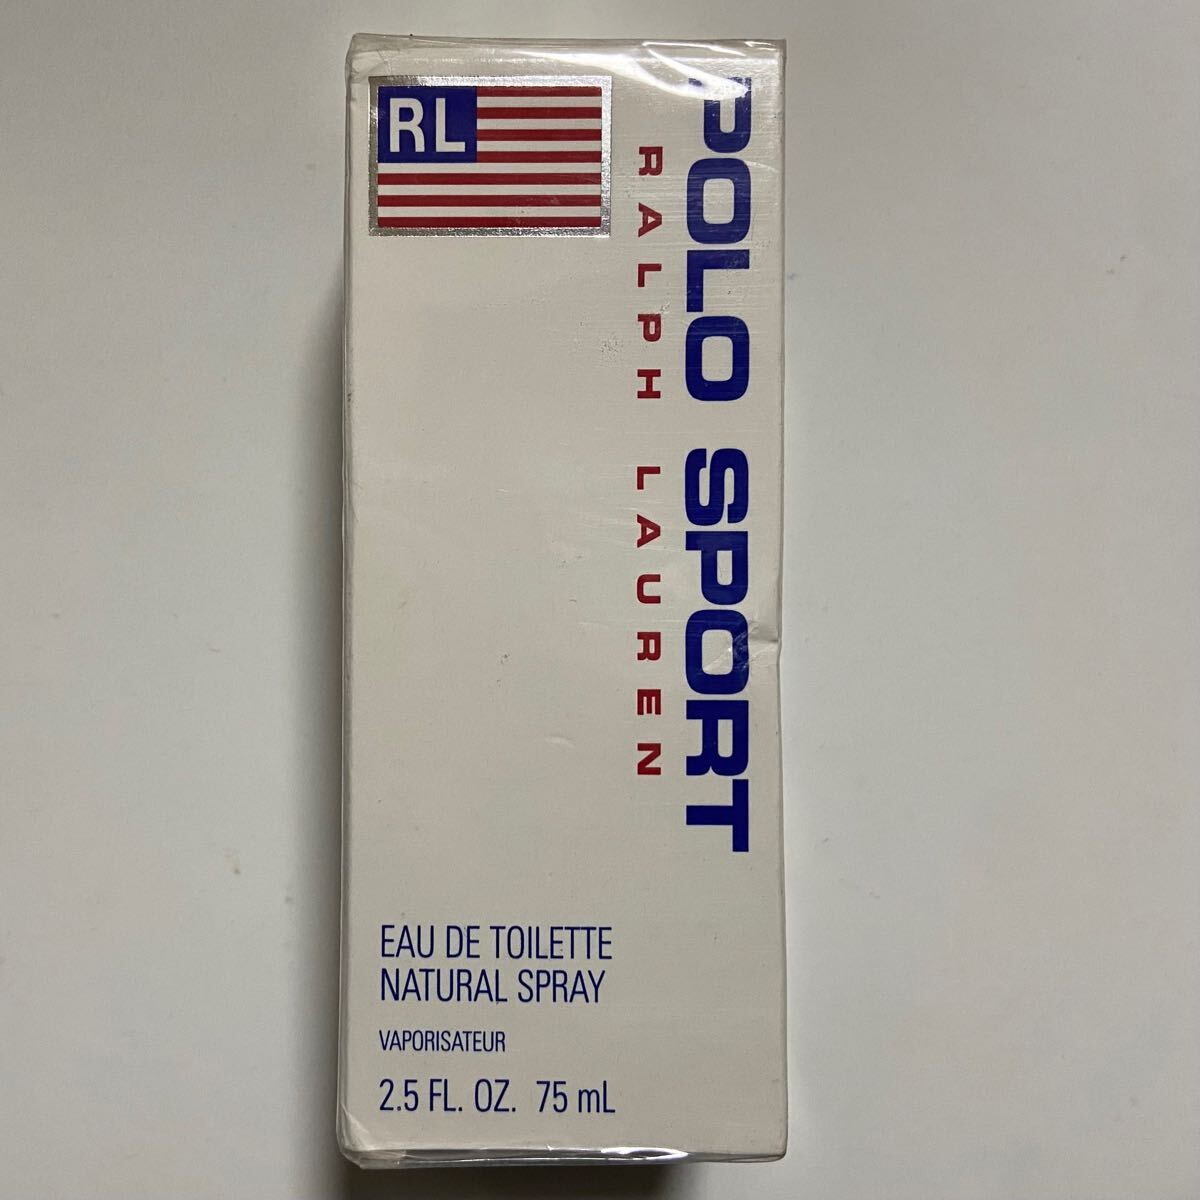 RL
POLO SPORT
RALPH LAUREN
EAU DE TOILETTE
NATURAL SPRAY
VAPORISATEUR
2.5 FL. OZ. 75 mL